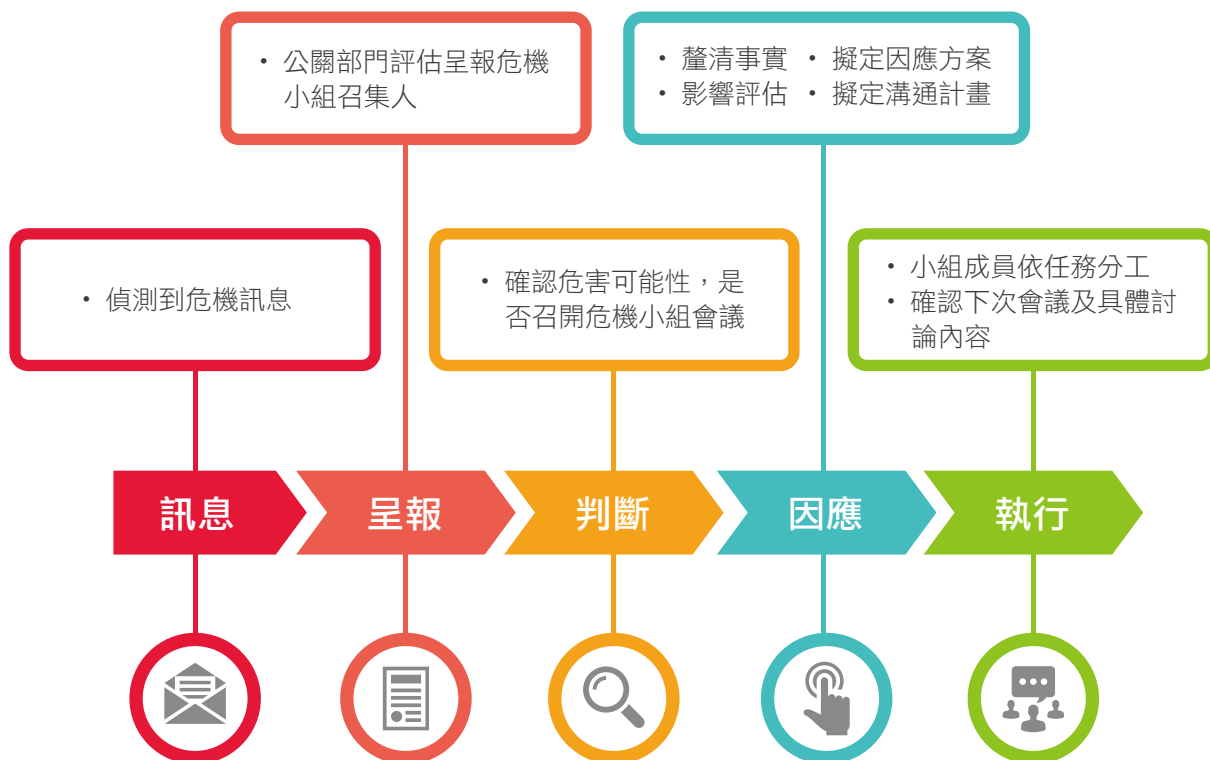 • 公關部門評估呈報危機
小組召集人
• 釐清事實 • 擬定因應方案
• 影響評估 • 擬定溝通計畫
• 偵測到危機訊息
• 確認危害可能性，是
否召開危機小組會議
• 小組成員依任務分工
• 確認下次會議及具體討
論內容
訊息
呈報
判斷
因應
執行